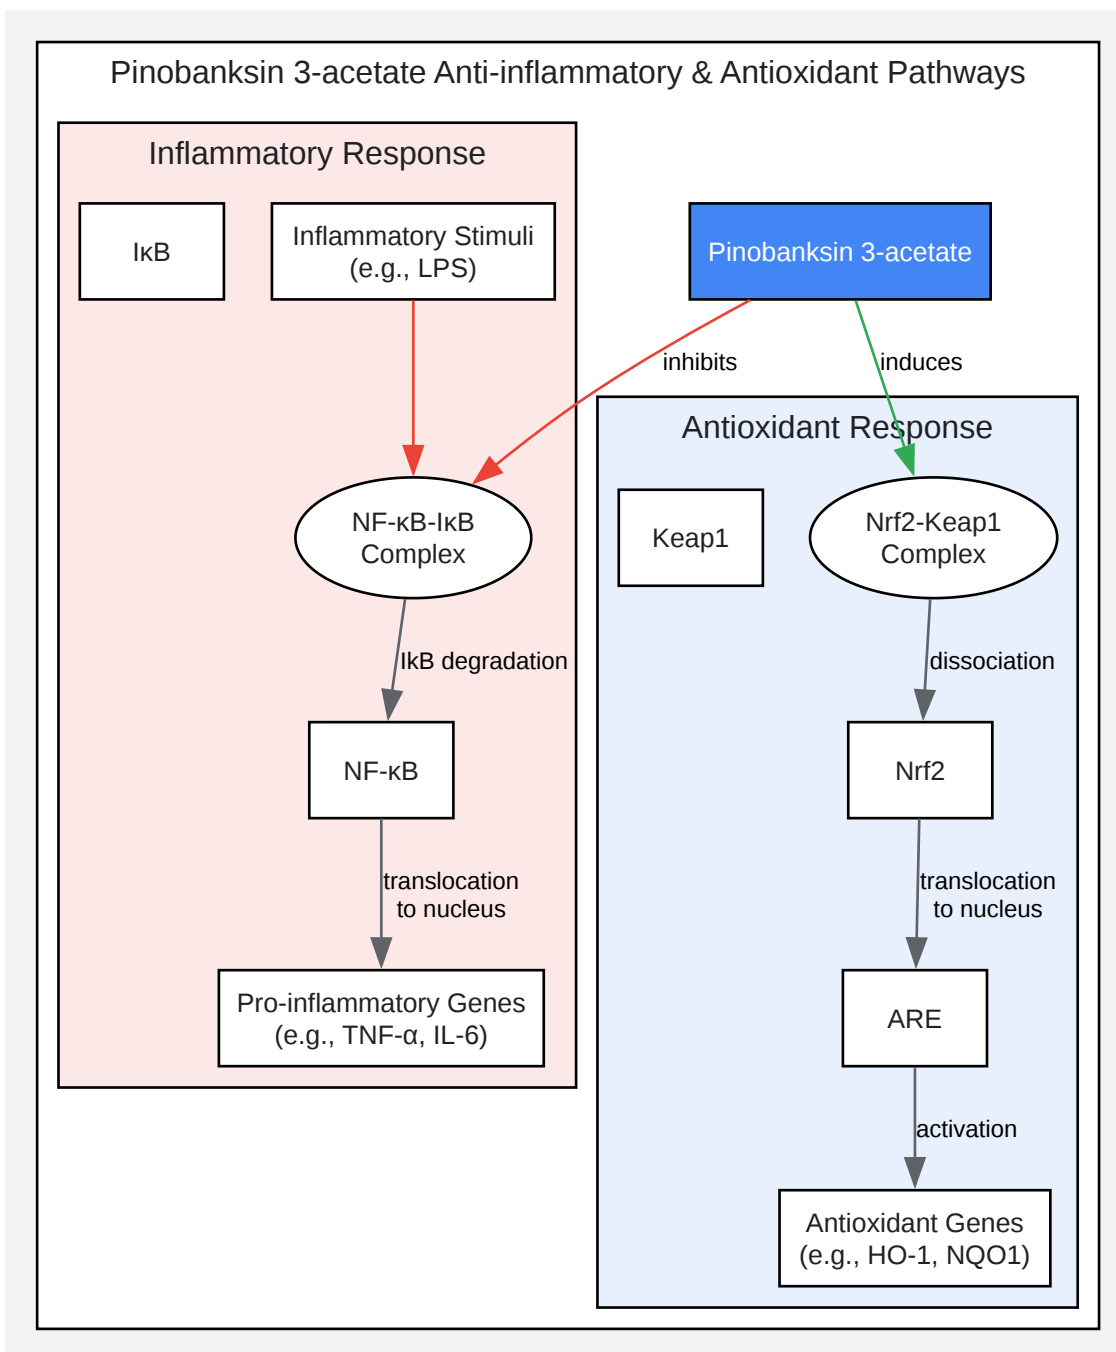 Pinobanksin 3-acetate Anti-inflammatory & Antioxidant Pathways
Inflammatory Response
IκB
Inflammatory Stimuli
(e.g., LPS)
Pinobanksin 3-acetate
inhibits
induces
Antioxidant Response
NF-κB-IκB
Complex
Keap1
Nrf2-Keap1
Complex
IkB degradation
dissociation
NF-κB
Nrf2
translocation
to nucleus
translocation
to nucleus
Pro-inflammatory Genes
(e.g., TNF-α, IL-6)
ARE
activation
Antioxidant Genes
(e.g., HO-1, NQO1)